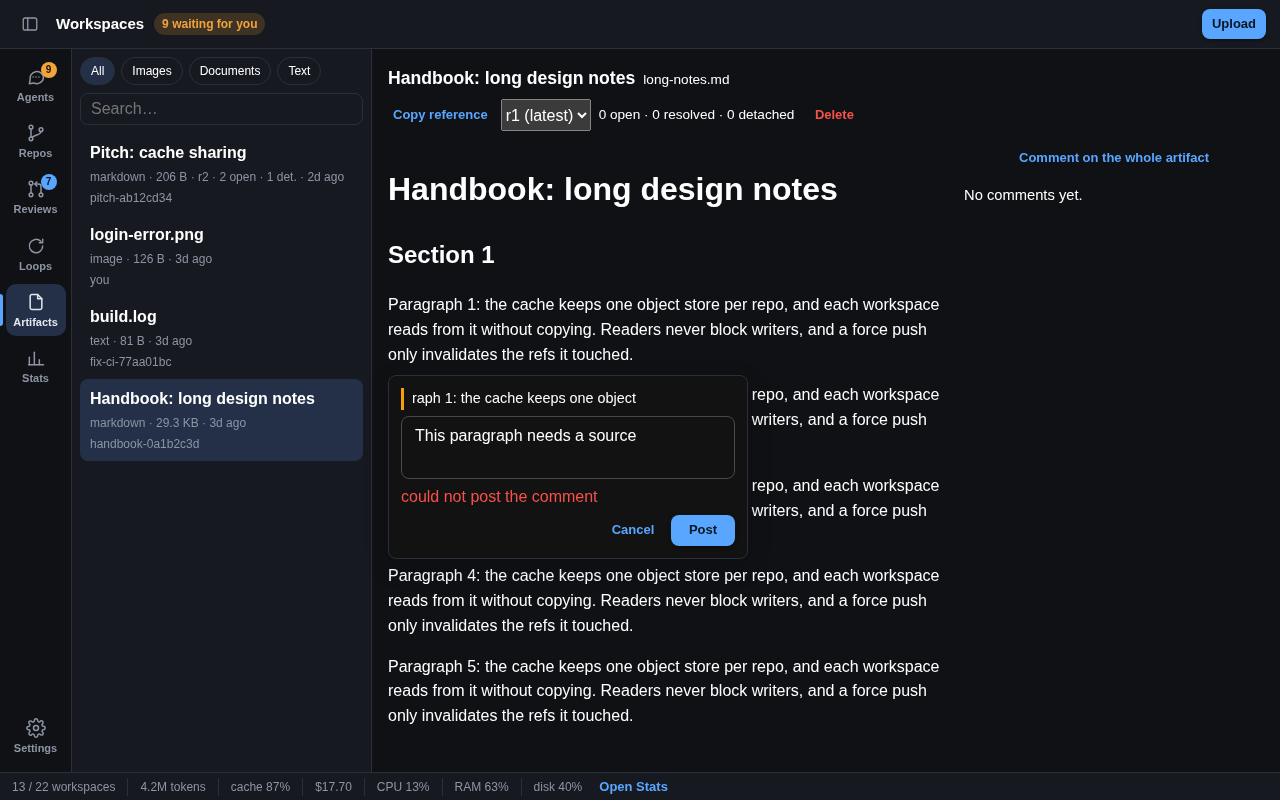 Workspaces 9 waiting for you
Upload
9
Agents
Repos
7
Reviews
Loops
Artifacts
Stats
Settings
All Images Documents Text
Search…
Pitch: cache sharing
markdown · 206 B · r2 · 2 open · 1 det. · 2d ago
pitch-ab12cd34
login-error.png
image · 126 B · 3d ago
you
build.log
text · 81 B · 3d ago
fix-ci-77aa01bc
Handbook: long design notes
markdown · 29.3 KB · 3d ago
handbook-0a1b2c3d
Handbook: long design notes long-notes.md
Copy reference r1 (latest) 0 open · 0 resolved · 0 detached Delete
Handbook: long design notes
Section 1
Paragraph 1: the cache keeps one object store per repo, and each workspace
reads from it without copying. Readers never block writers, and a force push
only invalidates the refs it touched.
repo, and each workspace
writers, and a force push
repo, and each workspace
writers, and a force push
raph 1: the cache keeps one object
This paragraph needs a source
could not post the comment
Cancel Post
Paragraph 4: the cache keeps one object store per repo, and each workspace
reads from it without copying. Readers never block writers, and a force push
only invalidates the refs it touched.
Paragraph 5: the cache keeps one object store per repo, and each workspace
reads from it without copying. Readers never block writers, and a force push
only invalidates the refs it touched.
Comment on the whole artifact
No comments yet.
13 / 22 workspaces 4.2M tokens cache 87% $17.70 CPU 13% RAM 63% disk 40% Open Stats